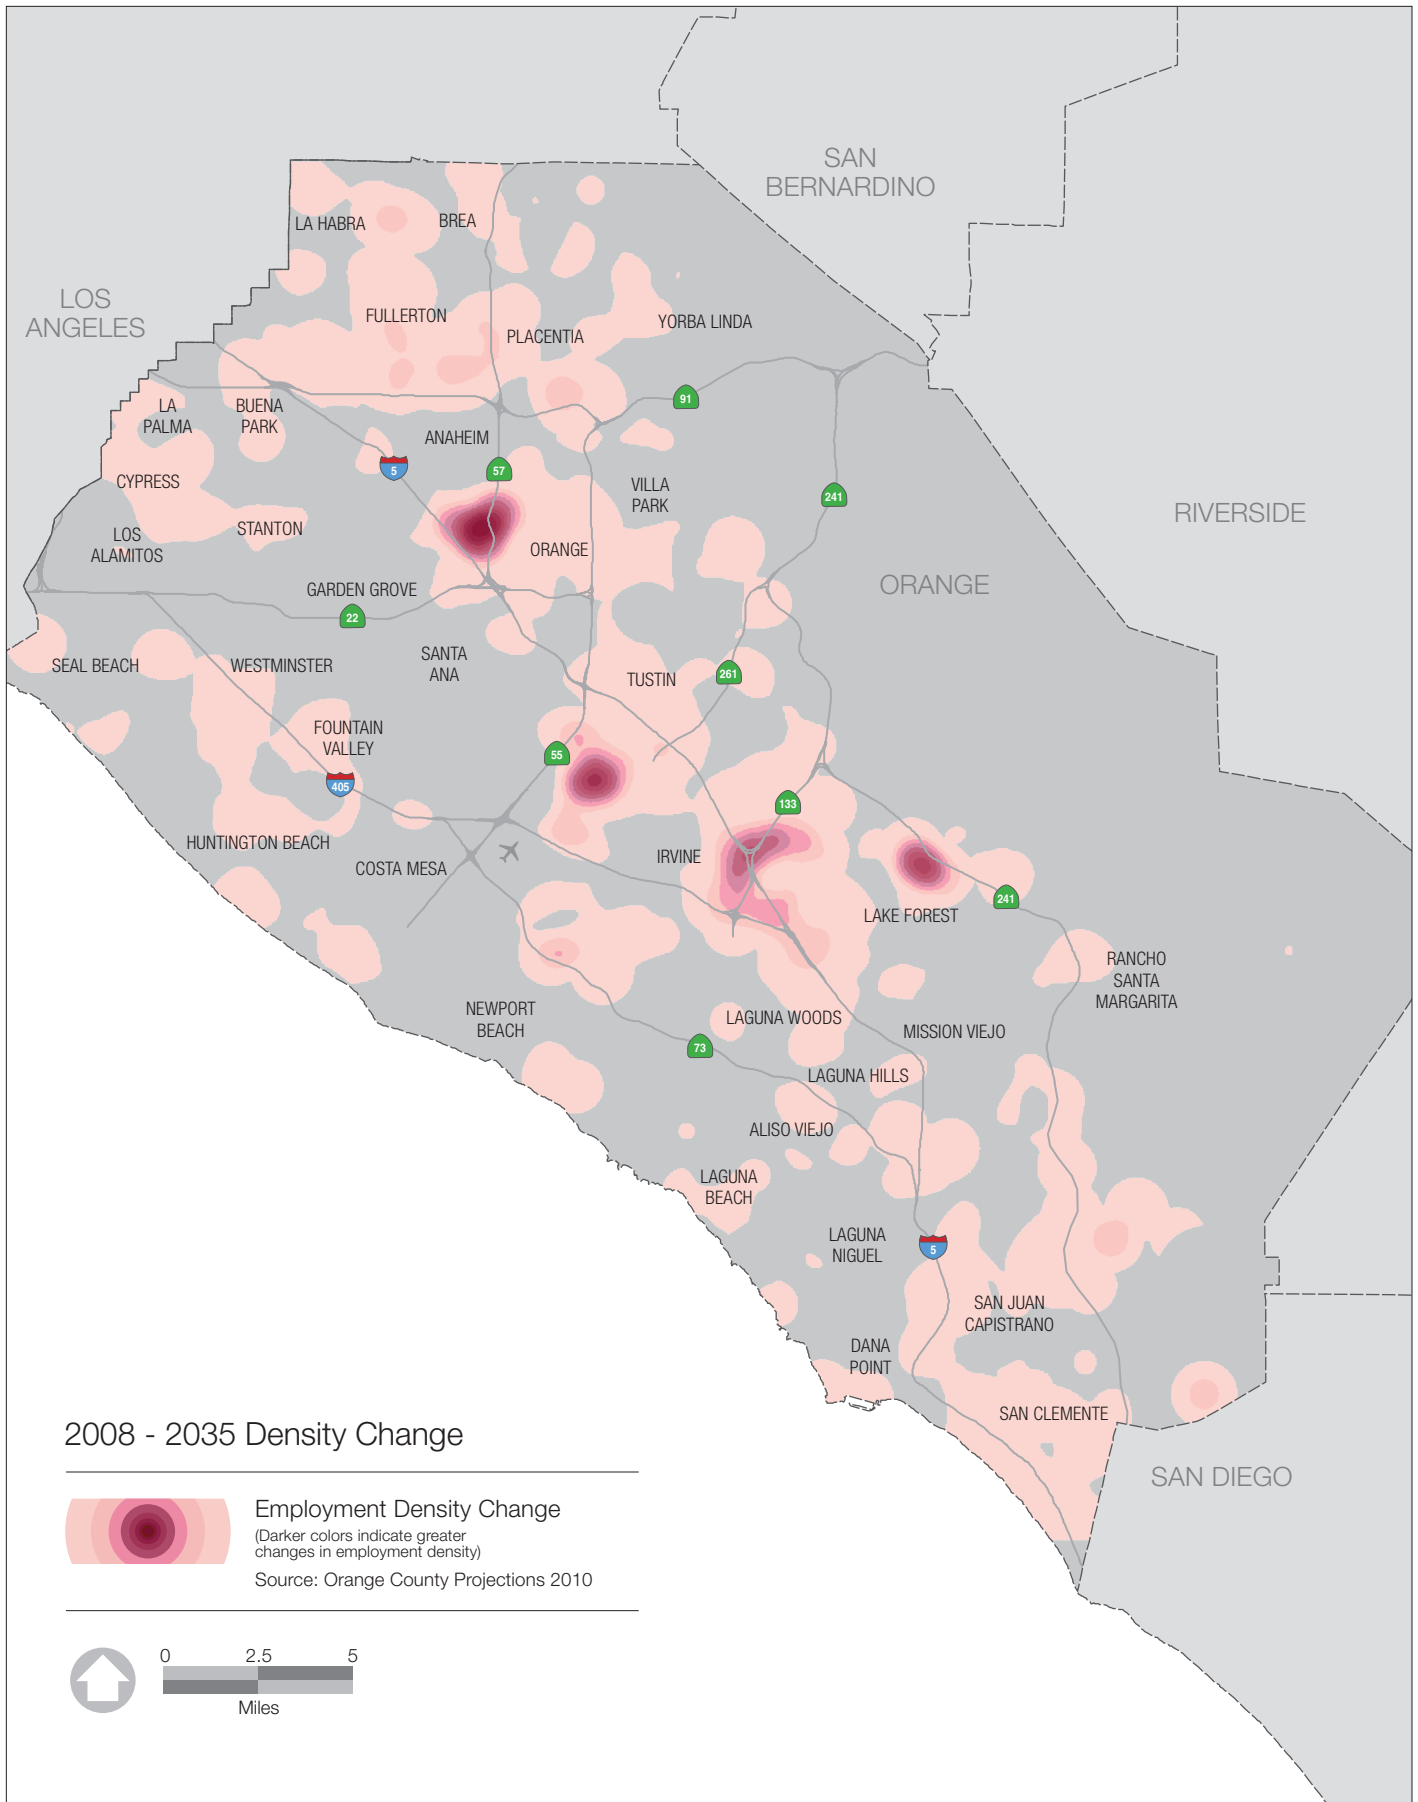 SAN
BERNARDINO
LA HABRA
BREA
LOS
ANGELES
FULLERTON
PLACENTIA
YORBA LINDA
91
LA
PALMA
BUENA
PARK
ANAHEIM
5
57
CYPRESS
VILLA
PARK
241
RIVERSIDE
LOS
ALAMITOS
STANTON
ORANGE
GARDEN GROVE
ORANGE
22
SEAL BEACH
WESTMINSTER
SANTA
ANA
TUSTIN
261
FOUNTAIN
VALLEY
55
405
133
HUNTINGTON BEACH
COSTA MESA
IRVINE
LAKE FOREST
241
RANCHO
SANTA
MARGARITA
NEWPORT
BEACH
LAGUNA WOODS
MISSION VIEJO
73
LAGUNA HILLS
ALISO VIEJO
LAGUNA
BEACH
LAGUNA
NIGUEL
5
SAN JUAN
CAPISTRANO
DANA
POINT
SAN CLEMENTE
SAN DIEGO
2008 - 2035 Density Change
Employment Density Change
(Darker colors indicate greater
changes in employment density)
Source: Orange County Projections 2010
0 2.5 5
Miles